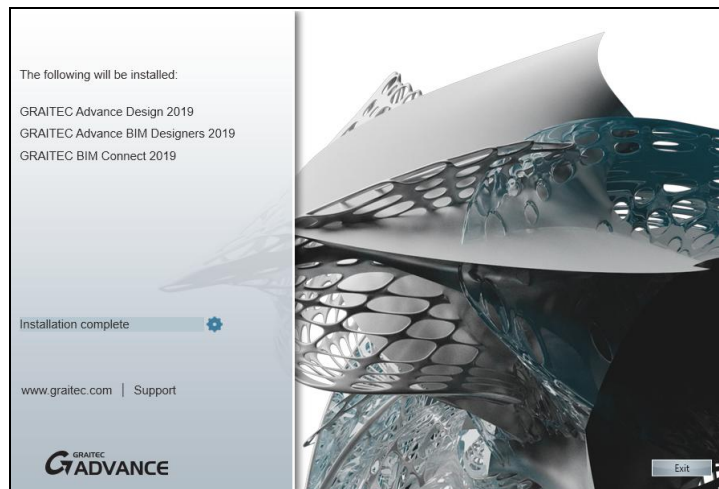 The following will be installed:
GRAITEC Advance Design 2019
GRAITEC Advance BIM Designers 2019
GRAITEC BIM Connect 2019
Installation complete
www.graitec.com | Support
GRAITEC
ADVANCE
Exit